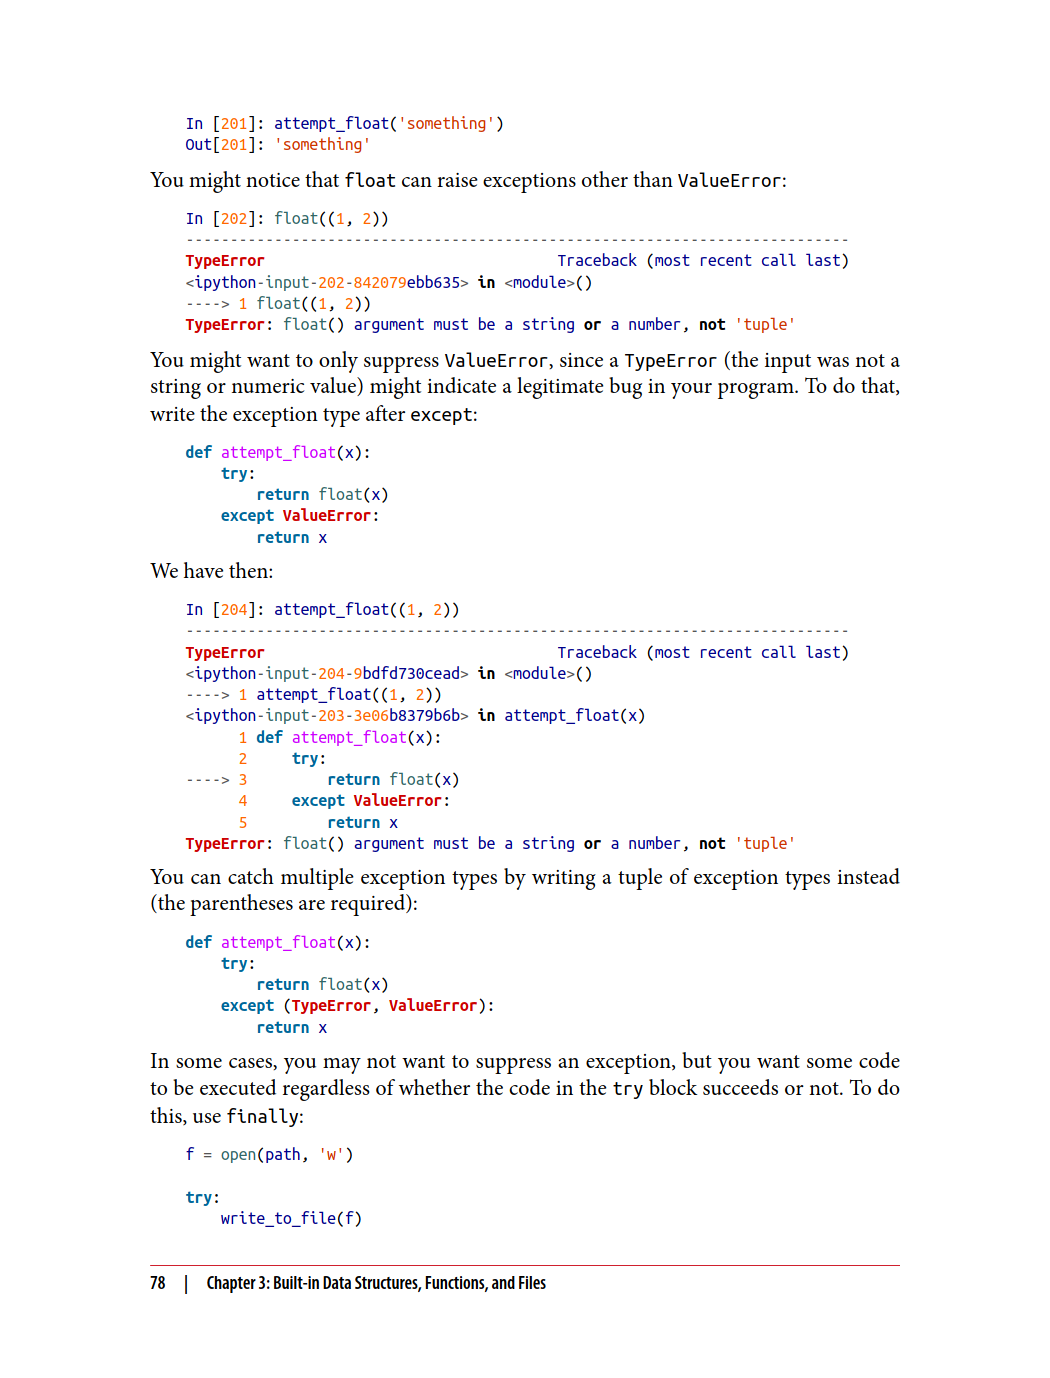 In [201]: attempt_float('something')
Out[201]: 'something'
You might notice that float can raise exceptions other than ValueError:
In [202]: float((1, 2))
---------------------------------------------------------------------------
TypeError                                 Traceback (most recent call last)
<ipython-input-202-842079ebb635> in <module>()
----> 1 float((1, 2))
TypeError: float() argument must be a string or a number, not 'tuple'
You might want to only suppress ValueError, since a TypeError (the input was not a
string or numeric value) might indicate a legitimate bug in your program. To do that,
write the exception type after except:
def attempt_float(x):
    try:
        return float(x)
    except ValueError:
        return x
We have then:
In [204]: attempt_float((1, 2))
---------------------------------------------------------------------------
TypeError                                 Traceback (most recent call last)
<ipython-input-204-9bdfd730cead> in <module>()
----> 1 attempt_float((1, 2))
<ipython-input-203-3e06b8379b6b> in attempt_float(x)
      1 def attempt_float(x):
      2     try:
----> 3         return float(x)
      4     except ValueError:
      5         return x
TypeError: float() argument must be a string or a number, not 'tuple'
You can catch multiple exception types by writing a tuple of exception types instead
(the parentheses are required):
def attempt_float(x):
    try:
        return float(x)
    except (TypeError, ValueError):
        return x
In some cases, you may not want to suppress an exception, but you want some code
to be executed regardless of whether the code in the try block succeeds or not. To do
this, use finally:
f = open(path, 'w')
try:
    write_to_file(f)
78 | Chapter 3: Built-in Data Structures, Functions, and Files